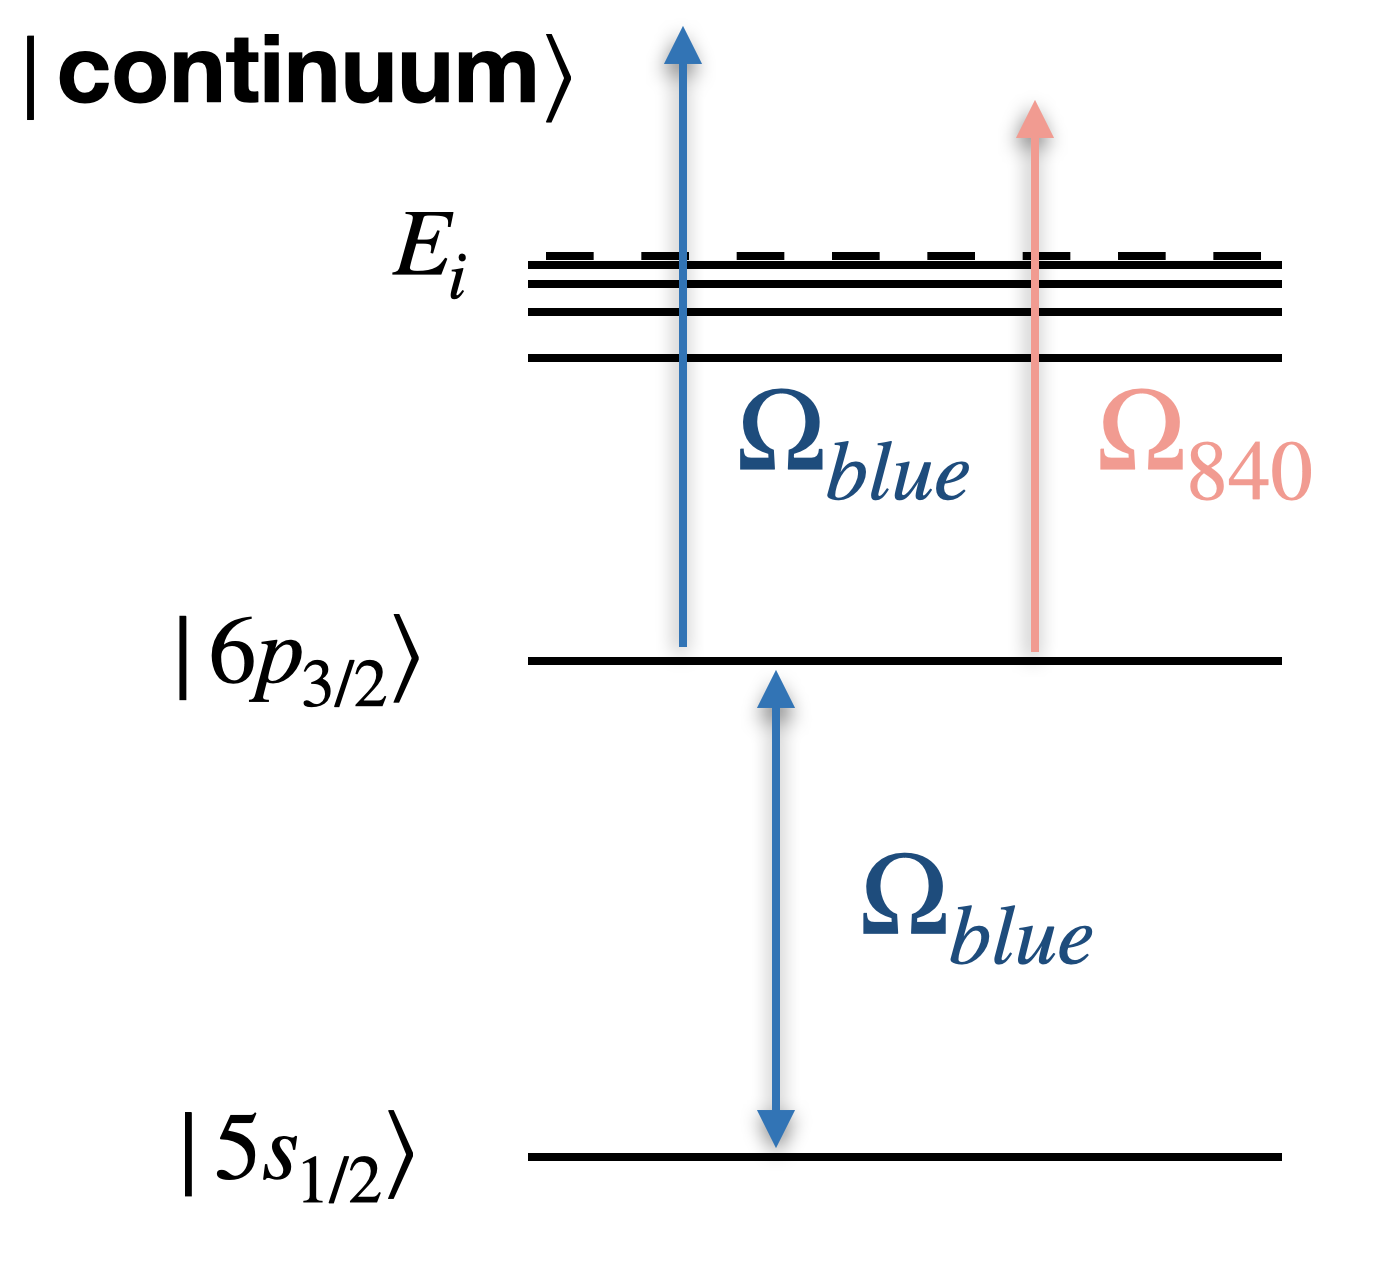 |continuum⟩
E_i
Ω_blue Ω_840
|6p_3/2⟩
Ω_blue
|5s_1/2⟩